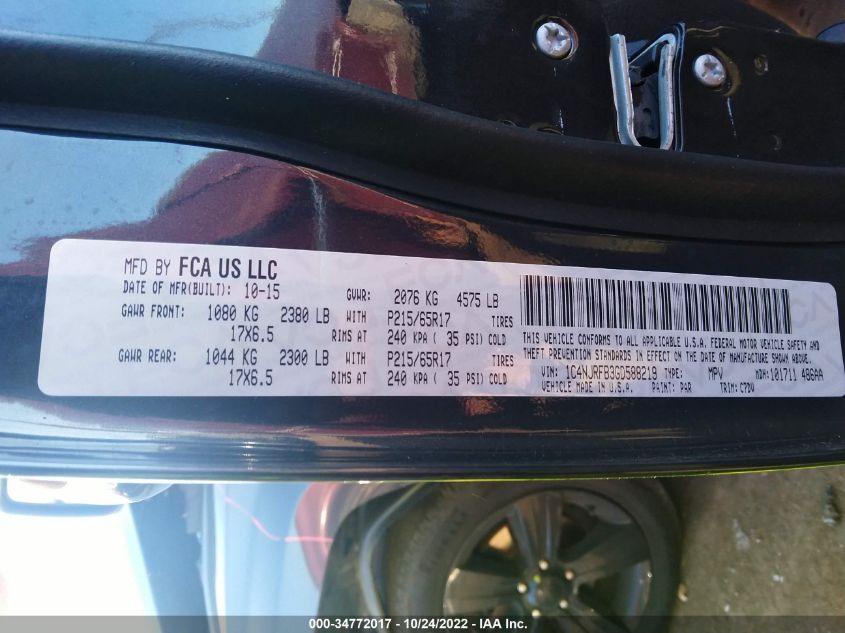 MFD BY FCA US LLC
DATE OF MFR(BUILT): 10-15 GVWR: 2076 KG 4575 LB
GAWR FRONT: 1080 KG 2380 LB WITH P215/65R17 TIRES
17X6.5 RIMS AT 240 KPA ( 35 PSI) COLD
GAWR REAR: 1044 KG 2300 LB WITH P215/65R17 TIRES
17X6.5 RIMS AT 240 KPA ( 35 PSI) COLD
THIS VEHICLE CONFORMS TO ALL APPLICABLE U.S.A. FEDERAL MOTOR VEHICLE SAFETY AND
THEFT PREVENTION STANDARDS IN EFFECT ON THE DATE OF MANUFACTURE SHOWN ABOVE.
VIN: 1C4NJRFB3GD588219 TYPE: MPV MDH: 101711 486AA
VEHICLE MADE IN U.S.A. PAINT: PAR TRIM: C7DV
000-34772017 - 10/24/2022 - IAA Inc.